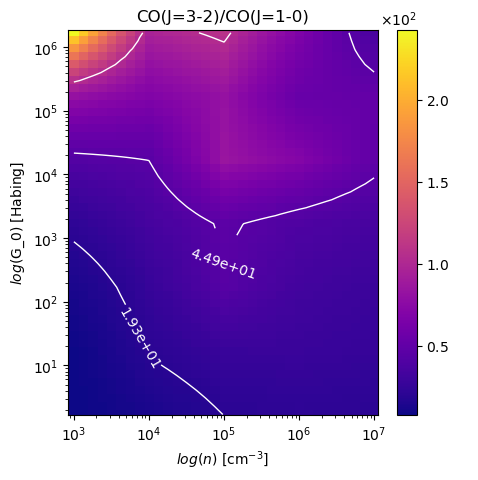 CO(J=3-2)/CO(J=1-0)
×10²
10⁶
10⁵
10⁴
10³
10²
10¹
log(G_0) [Habing]
4.49e+01
1.93e+01
2.0
1.5
1.0
0.5
10³ 10⁴ 10⁵ 10⁶ 10⁷
log(n) [cm⁻³]